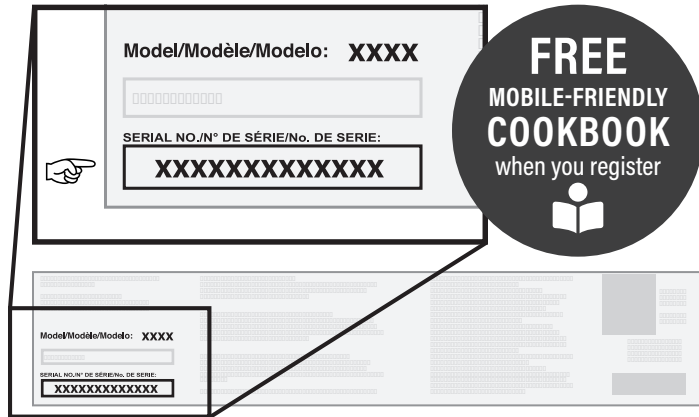 Model/Modèle/Modelo: XXXX
SERIAL NO./N° DE SÉRIE/No. DE SERIE:
XXXXXXXXXXXXX
FREE
MOBILE-FRIENDLY
COOKBOOK
when you register
Model/Modèle/Modelo: XXXX
SERIAL NO./N° DE SÉRIE/No. DE SERIE:
XXXXXXXXXXXXX